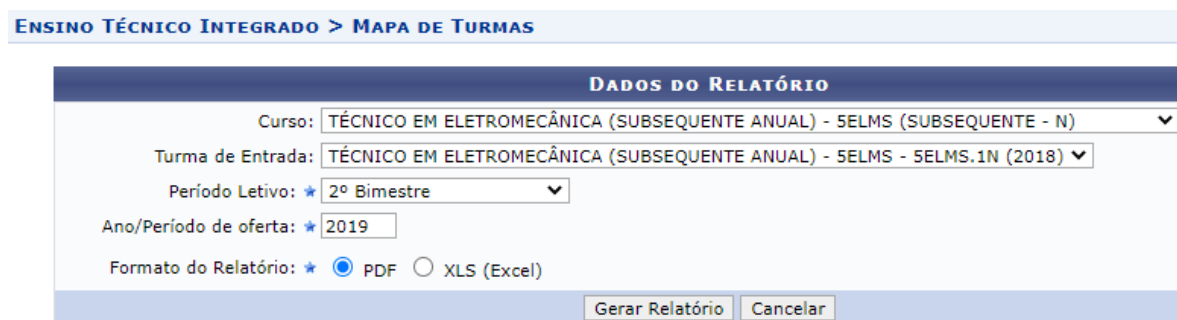 ENSINO TÉCNICO INTEGRADO > MAPA DE TURMAS
DADOS DO RELATÓRIO
Curso: TÉCNICO EM ELETROMECÂNICA (SUBSEQUENTE ANUAL) - 5ELMS (SUBSEQUENTE - N)
Turma de Entrada: TÉCNICO EM ELETROMECÂNICA (SUBSEQUENTE ANUAL) - 5ELMS - 5ELMS.1N (2018)
Período Letivo: 2º Bimestre
Ano/Período de oferta: 2019
Formato do Relatório: PDF XLS (Excel)
Gerar Relatório Cancelar